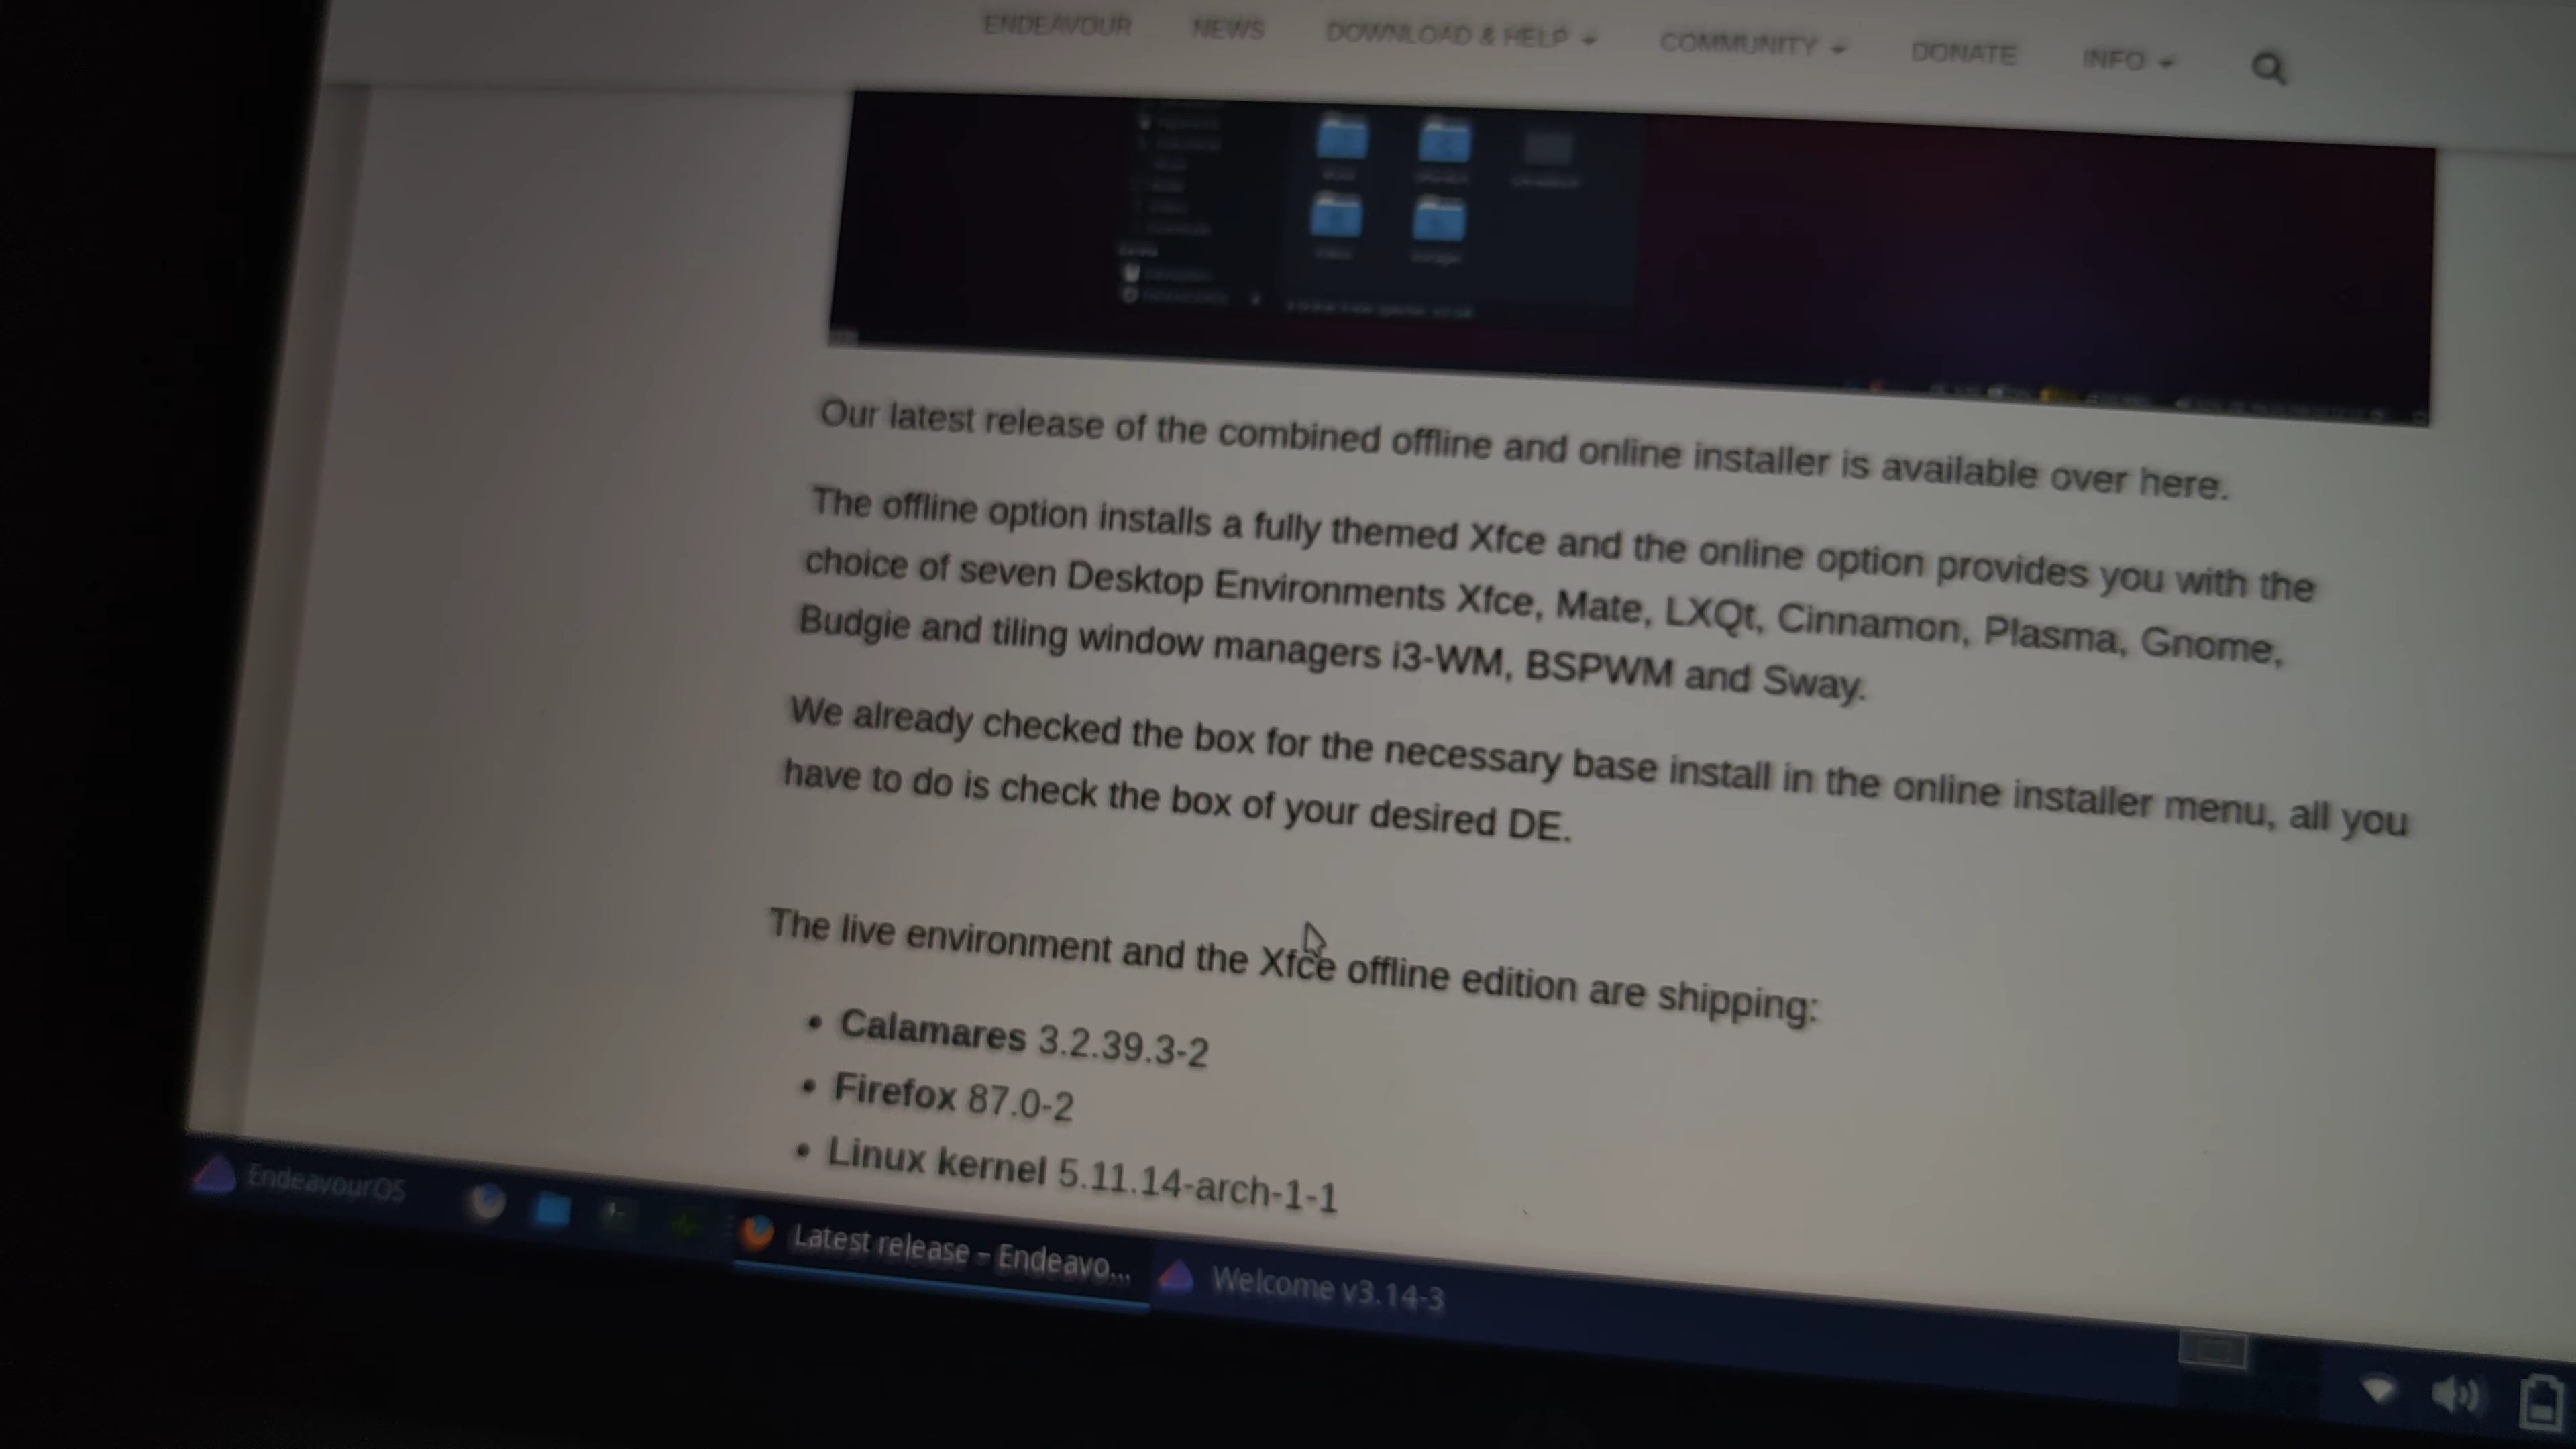 ENDEAVOUR NEWS DOWNLOAD & HELP COMMUNITY DONATE INFO
Our latest release of the combined offline and online installer is available over here.
The offline option installs a fully themed Xfce and the online option provides you with the
choice of seven Desktop Environments Xfce, Mate, LXQt, Cinnamon, Plasma, Gnome,
Budgie and tiling window managers i3-WM, BSPWM and Sway.
We already checked the box for the necessary base install in the online installer menu, all you
have to do is check the box of your desired DE.
The live environment and the Xfce offline edition are shipping:
• Calamares 3.2.39.3-2
• Firefox 87.0-2
• Linux kernel 5.11.14-arch-1-1
EndeavourOS Latest release – Endeavo... Welcome v3.14-3